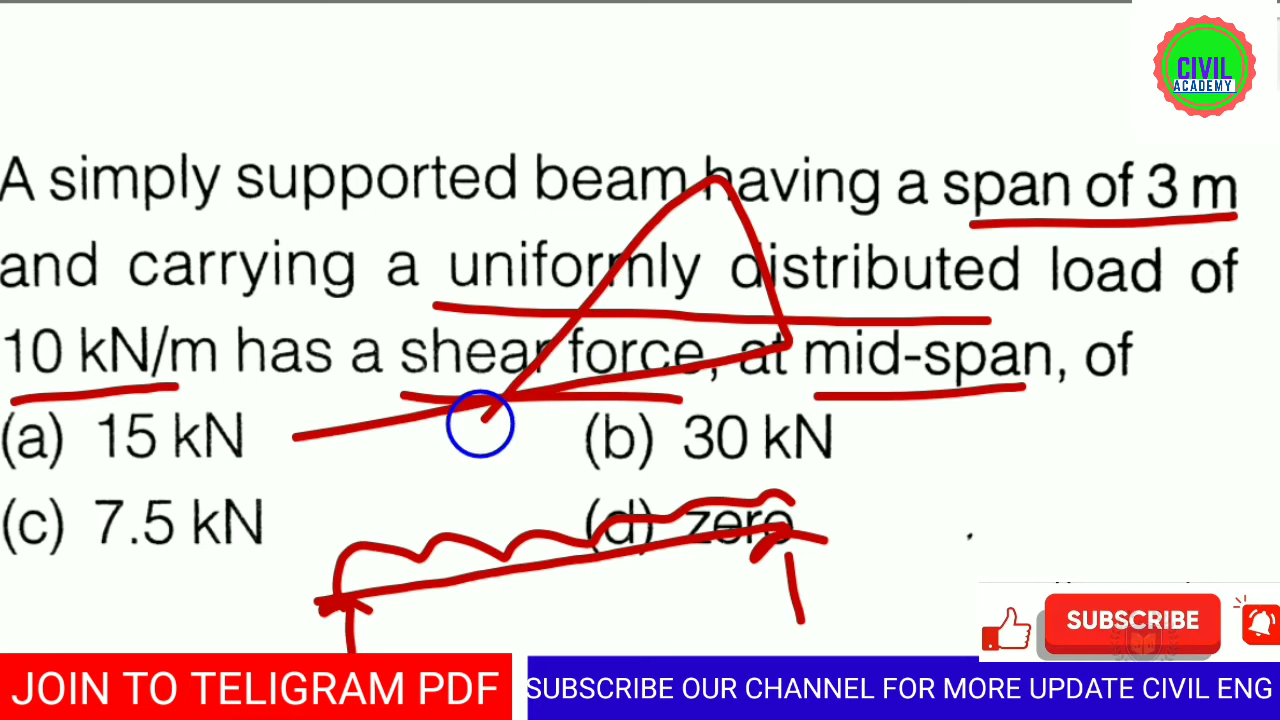 CIVIL
ACADEMY
A simply supported beam having a span of 3 m
and carrying a uniformly distributed load of
10 kN/m has a shear force, at mid-span, of
(a) 15 kN (b) 30 kN
(c) 7.5 kN (d) zero
SUBSCRIBE
JOIN TO TELIGRAM PDF
SUBSCRIBE OUR CHANNEL FOR MORE UPDATE CIVIL ENG